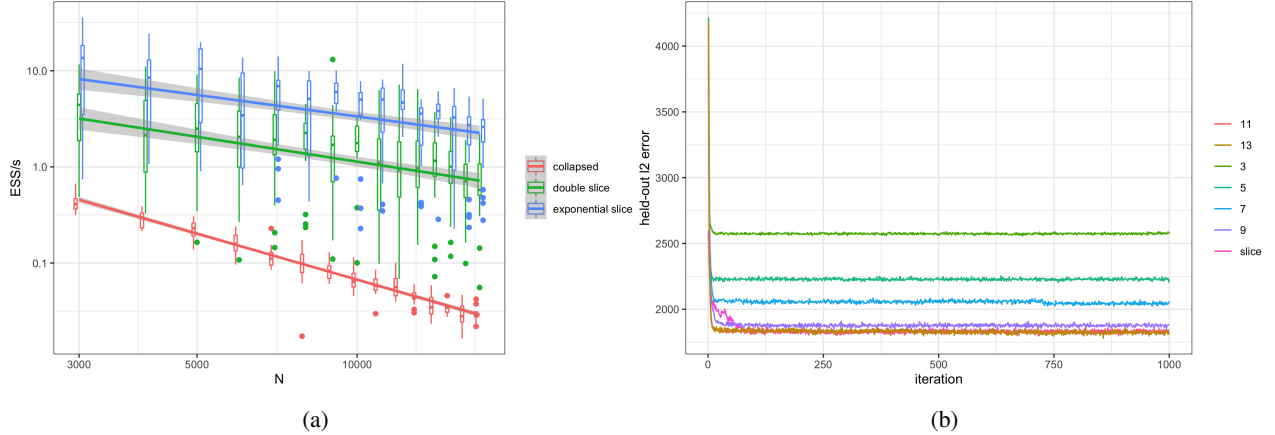 10.0
1.0
0.1
ESS/s
3000
5000
10000
N
collapsed
double slice
exponential slice
(a)
4000
3500
3000
2500
2000
held-out l2 error
0
250
500
750
1000
iteration
11
13
3
5
7
9
slice
(b)